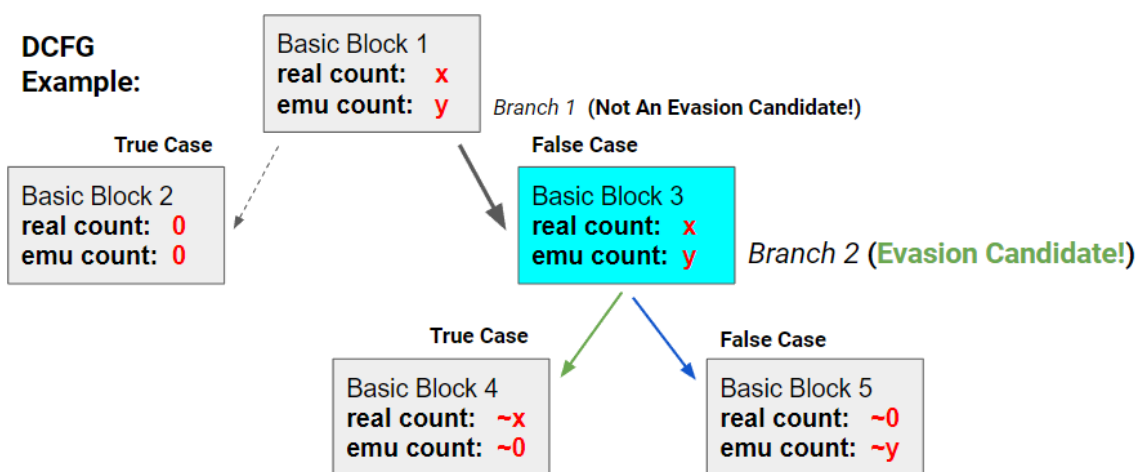 DCFG
Example:
Basic Block 1
real count: x
emu count: y
Branch 1 (Not An Evasion Candidate!)
True Case
False Case
Basic Block 2
real count: 0
emu count: 0
Basic Block 3
real count: x
emu count: y
Branch 2 (Evasion Candidate!)
True Case
False Case
Basic Block 4
real count: ~x
emu count: ~0
Basic Block 5
real count: ~0
emu count: ~y